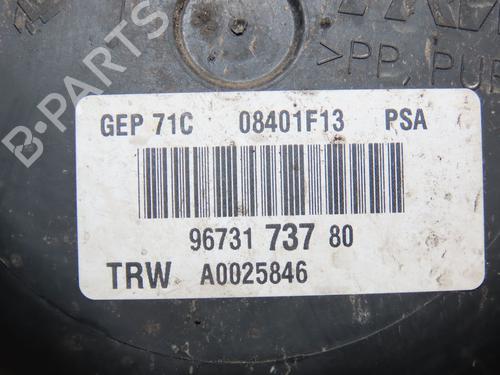 B-PARTS
>PP, PUR
GEP 71C 08401F13 PSA
96731 737 80
TRW A0025846